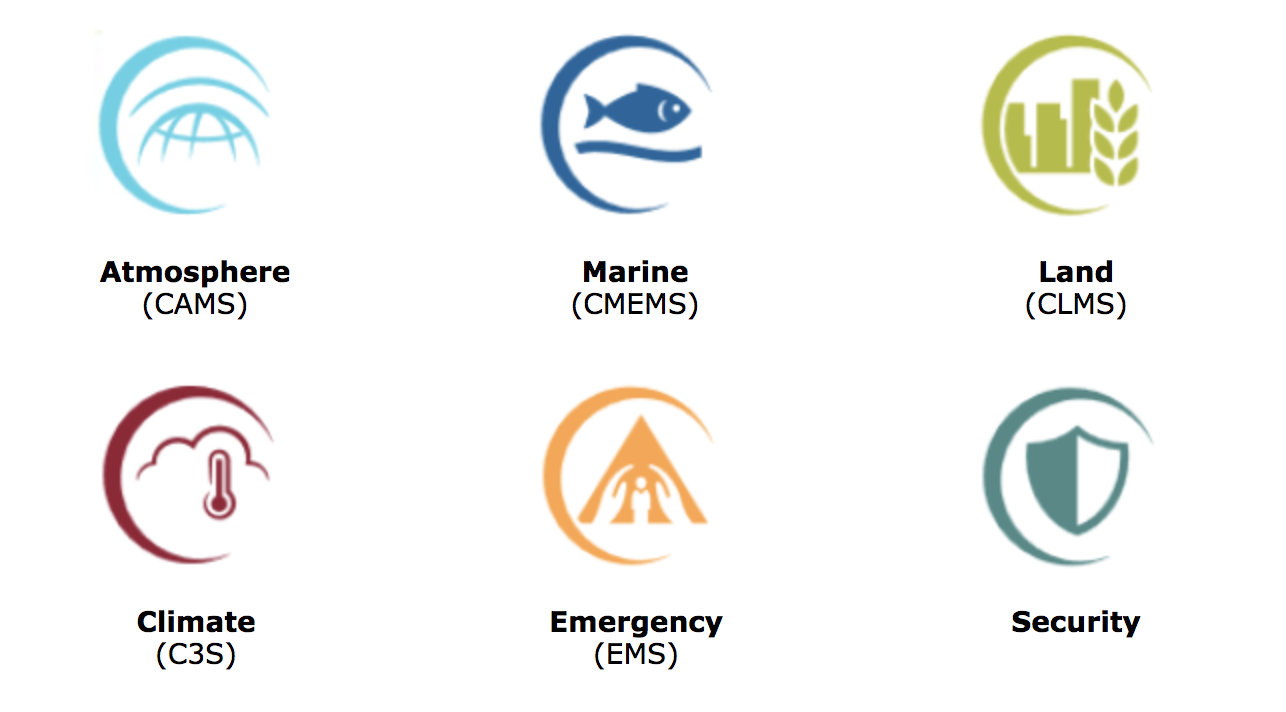 Atmosphere
(CAMS)
Marine
(CMEMS)
Land
(CLMS)
Climate
(C3S)
Emergency
(EMS)
Security